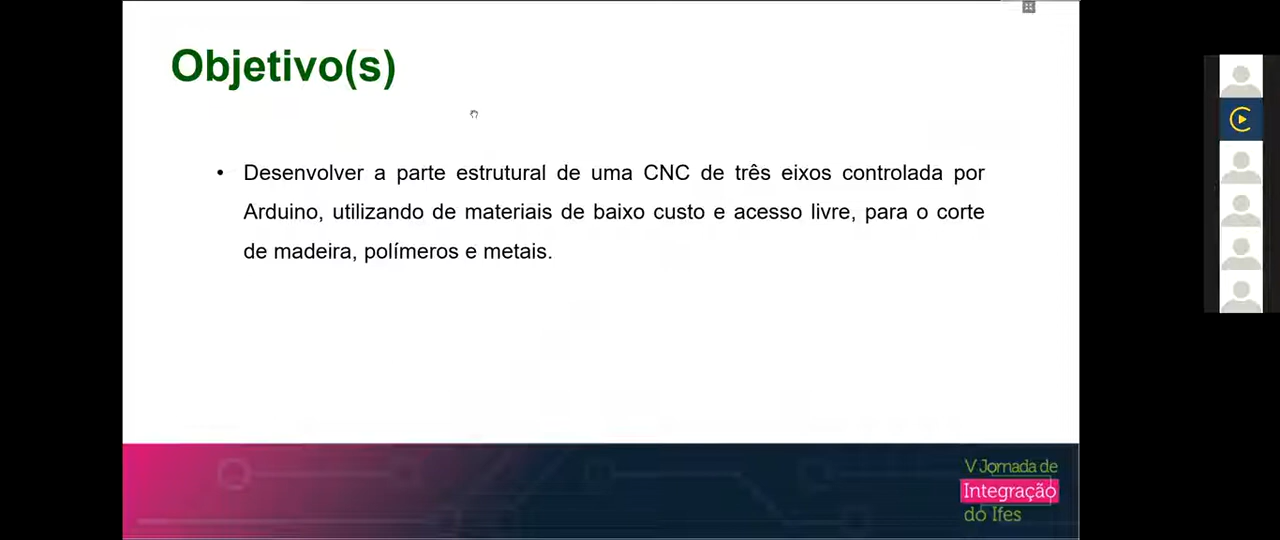 Objetivo(s)
• Desenvolver a parte estrutural de uma CNC de três eixos controlada por
Arduino, utilizando de materiais de baixo custo e acesso livre, para o corte
de madeira, polímeros e metais.
V Jornada de
Integração
do Ifes